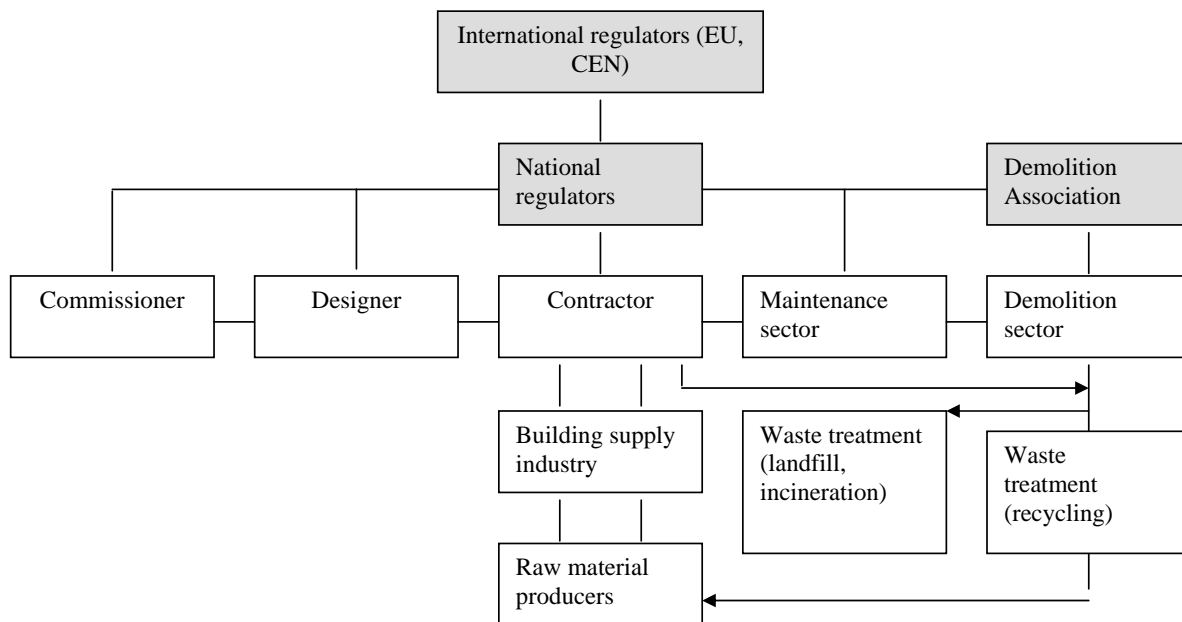 International regulators (EU,
CEN)
National
regulators
Demolition
Association
Commissioner
Designer
Contractor
Maintenance
sector
Demolition
sector
Building supply
industry
Waste treatment
(landfill,
incineration)
Waste
treatment
(recycling)
Raw material
producers